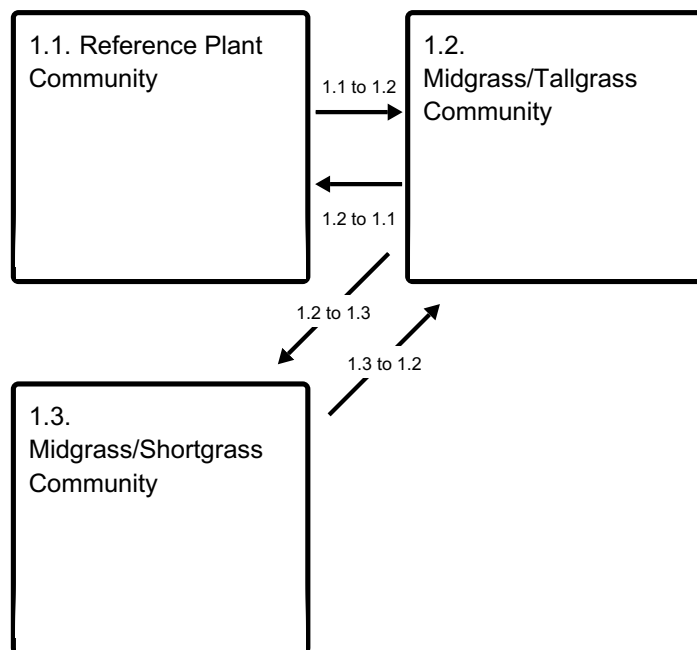 1.1. Reference Plant
Community
1.1 to 1.2
1.2 to 1.1
1.2.
Midgrass/Tallgrass
Community
1.2 to 1.3
1.3 to 1.2
1.3.
Midgrass/Shortgrass
Community